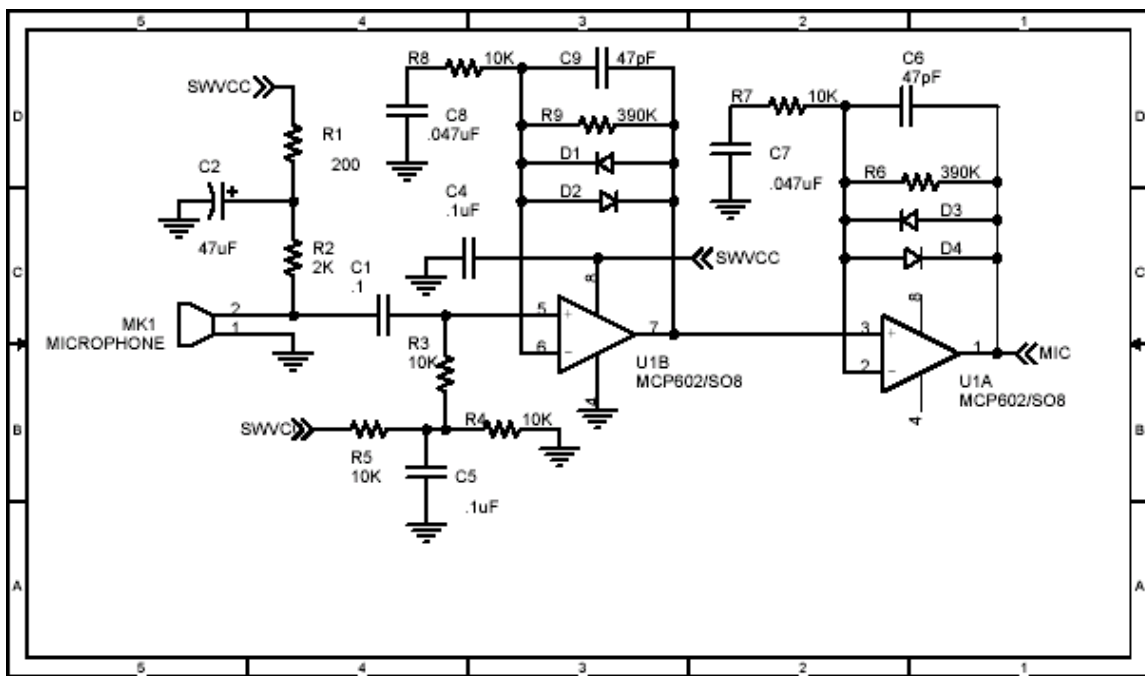 5 4 3 2 1
D
D
C
C
B
B
A
A
SWVCC
R1
200
C2
+
47uF
R2
2K
C1
.1
2
1
MK1
MICROPHONE
R3
10K
SWVC
R5
10K
R4 10K
C5
.1uF
R8 10K
C8
.047uF
C9 47pF
R9 390K
D1
D2
C4
.1uF
SWVCC
8
5
+
6
-
7
4
U1B
MCP602/SO8
R7 10K
C7
.047uF
C6
47pF
R6 390K
D3
D4
8
3
+
2
-
1
4
MIC
U1A
MCP602/SO8
5 4 3 2 1